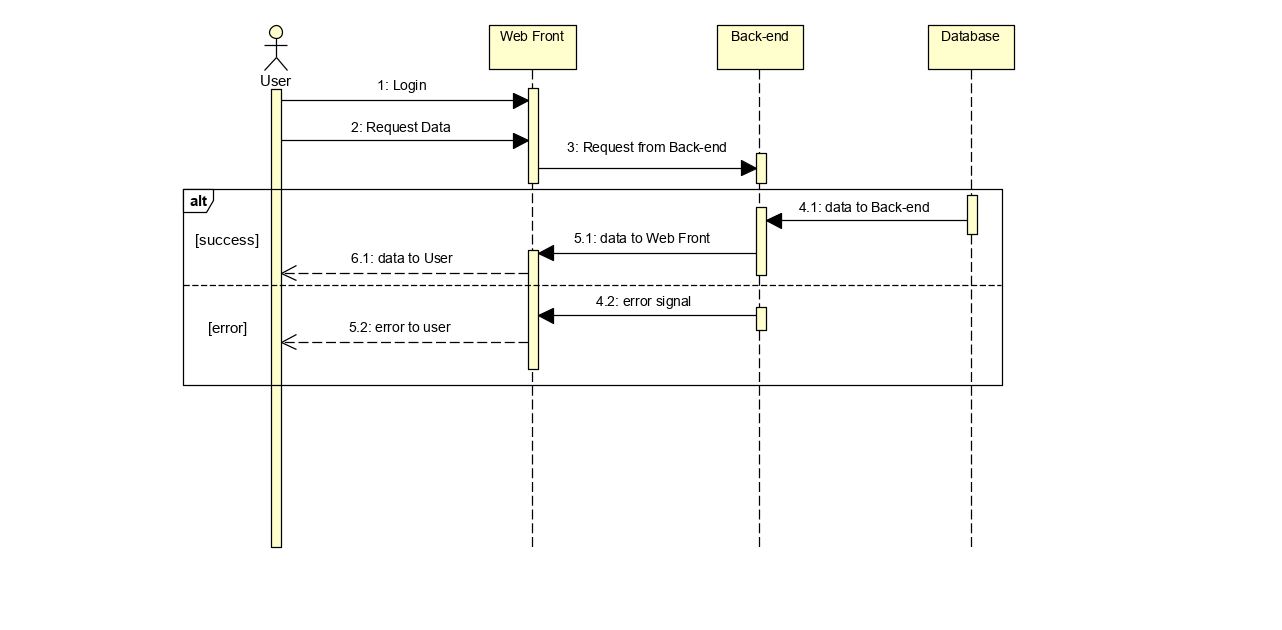 User
Web Front
Back-end
Database
1: Login
2: Request Data
3: Request from Back-end
alt
[success]
4.1: data to Back-end
5.1: data to Web Front
6.1: data to User
[error]
4.2: error signal
5.2: error to user